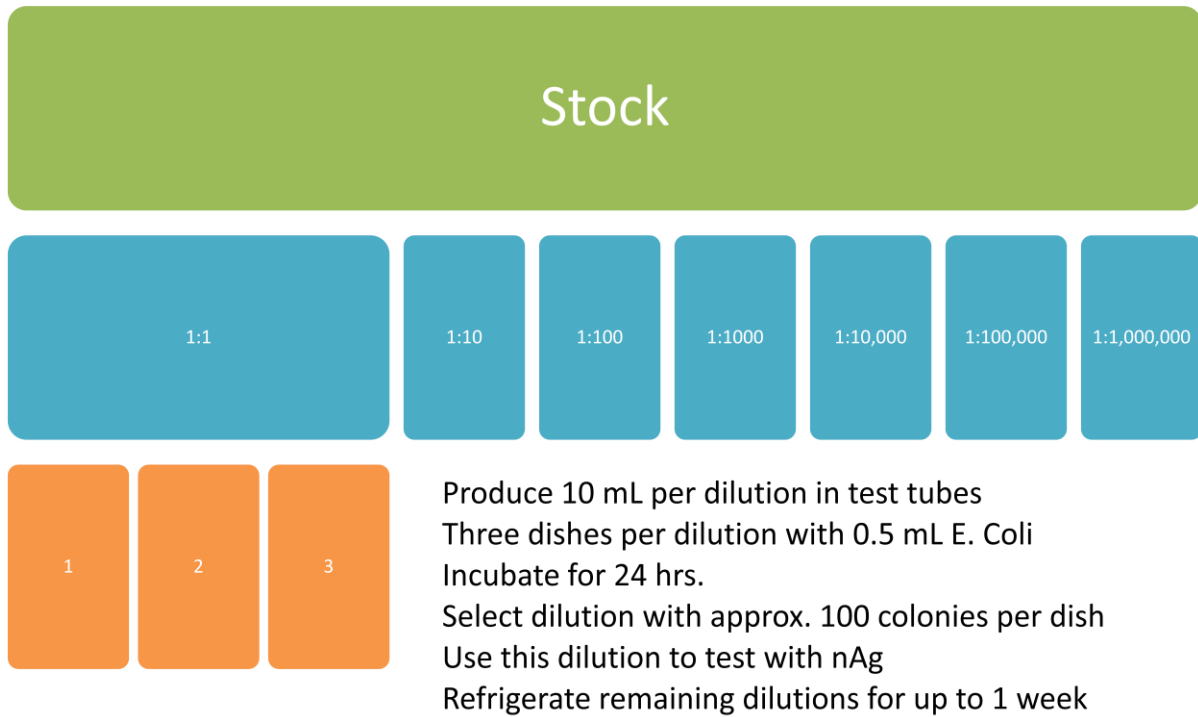 Stock
1:1
1:10
1:100
1:1000
1:10,000
1:100,000
1:1,000,000
1
2
3
Produce 10 mL per dilution in test tubes
Three dishes per dilution with 0.5 mL E. Coli
Incubate for 24 hrs.
Select dilution with approx. 100 colonies per dish
Use this dilution to test with nAg
Refrigerate remaining dilutions for up to 1 week